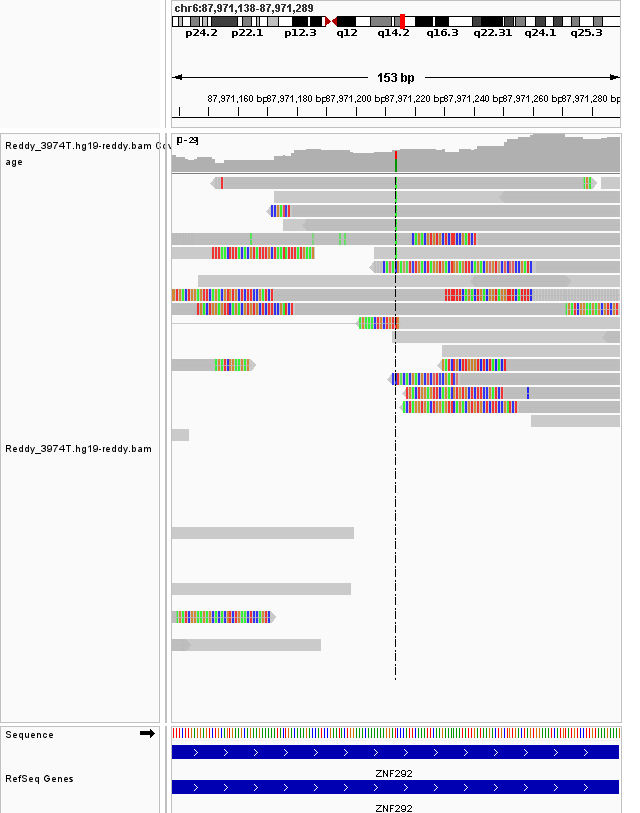 chr6:87,971,138-87,971,289
p24.2 p22.1 p12.3 q12 q14.2 q16.3 q22.31 q24.1 q25.3
153 bp
87,971,160 bp 87,971,180 bp 87,971,200 bp 87,971,220 bp 87,971,240 bp 87,971,260 bp 87,971,280 bp
Reddy_3974T.hg19-reddy.bam Cov
age
[0-29]
Reddy_3974T.hg19-reddy.bam
Sequence
RefSeq Genes
ZNF292
ZNF292